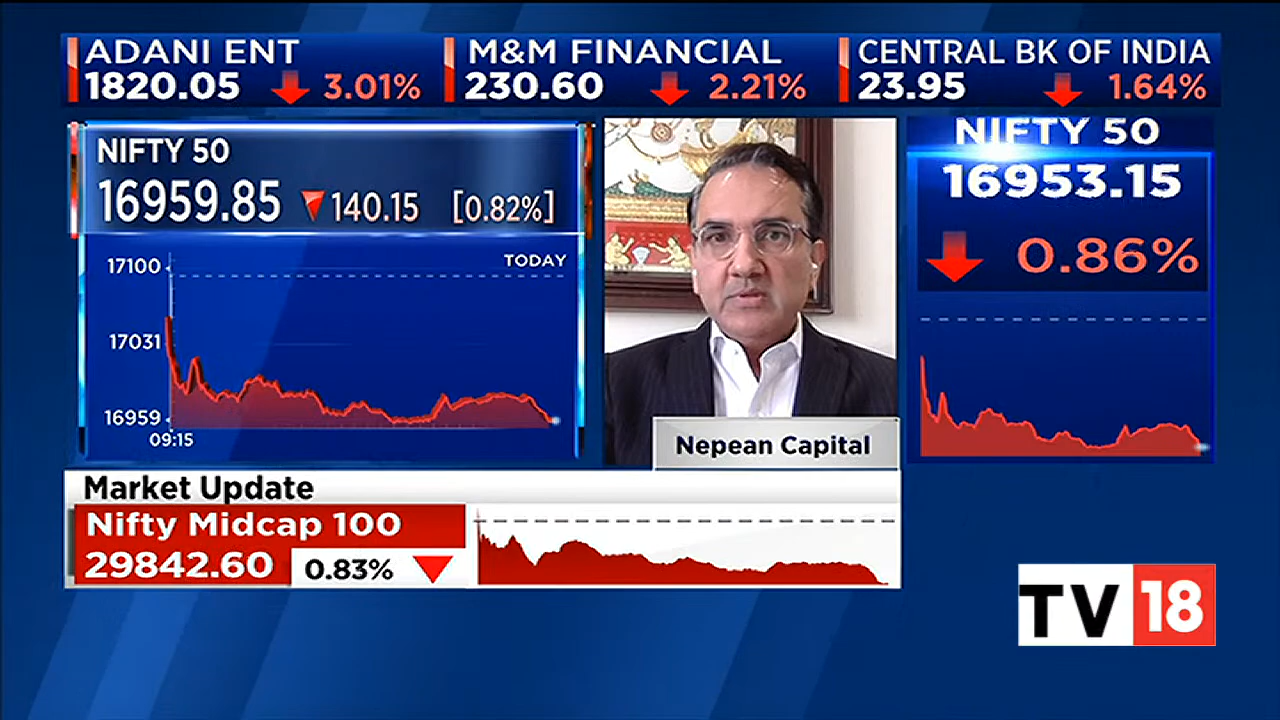 ADANI ENT
1820.05 3.01%
M&M FINANCIAL
230.60 2.21%
CENTRAL BK OF INDIA
23.95 1.64%
NIFTY 50
16959.85 140.15 [0.82%]
TODAY
17100
17031
16959
09:15
Nepean Capital
NIFTY 50
16953.15
0.86%
Market Update
Nifty Midcap 100
29842.60 0.83%
TV18